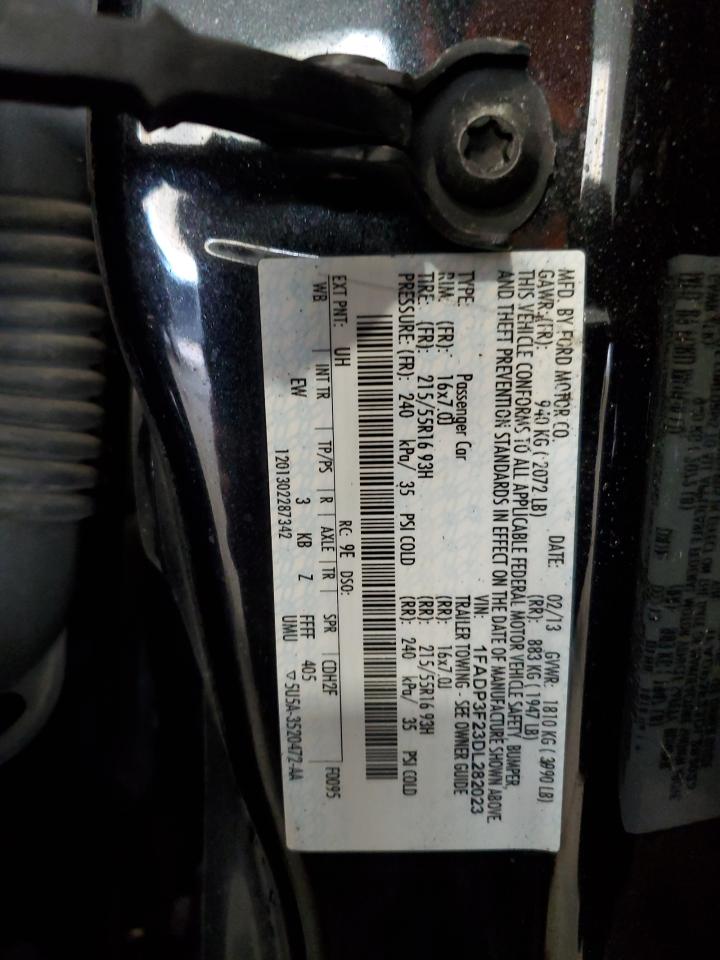 MFD. BY FORD MOTOR CO.
DATE: 02/13 GVWR: 1810 KG ( 3990 LB)
GAWR: (FR): 940 KG ( 2072 LB) (RR): 883 KG ( 1947 LB)
THIS VEHICLE CONFORMS TO ALL APPLICABLE FEDERAL MOTOR VEHICLE SAFETY, BUMPER,
AND THEFT PREVENTION STANDARDS IN EFFECT ON THE DATE OF MANUFACTURE SHOWN ABOVE.
VIN: 1FADP3F23DL282023
TYPE: Passenger Car TRAILER TOWING - SEE OWNER GUIDE
RIM: (FR): 16x7.0J (RR): 16x7.0J
TIRE: (FR): 215/55R16 93H (RR): 215/55R16 93H
PRESSURE: (FR): 240 kPa/ 35 PSI COLD (RR): 240 kPa/ 35 PSI COLD
EXT PNT: UH RC: 9E DSO: F0095
WB INT TR TP/PS R AXLE TR SPR CDH2F
EW 3 KB Z FFFF 405
1201302287342 UMU ▽5U5A-3520472-AA